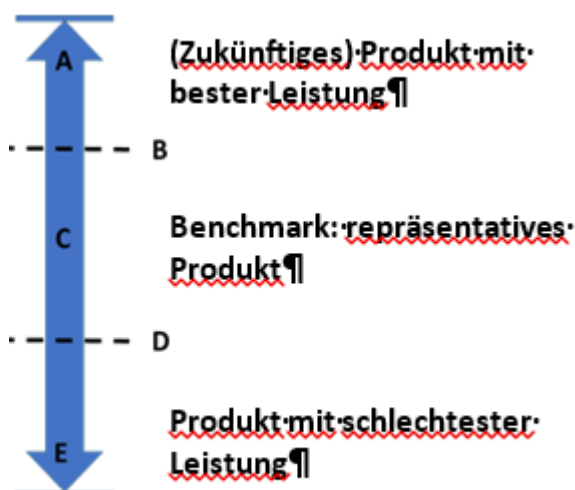 A
(Zukünftiges)·Produkt·mit·
bester·Leistung¶
B
C
Benchmark:·repräsentatives·
Produkt¶
D
E
Produkt·mit·schlechtester·
Leistung¶